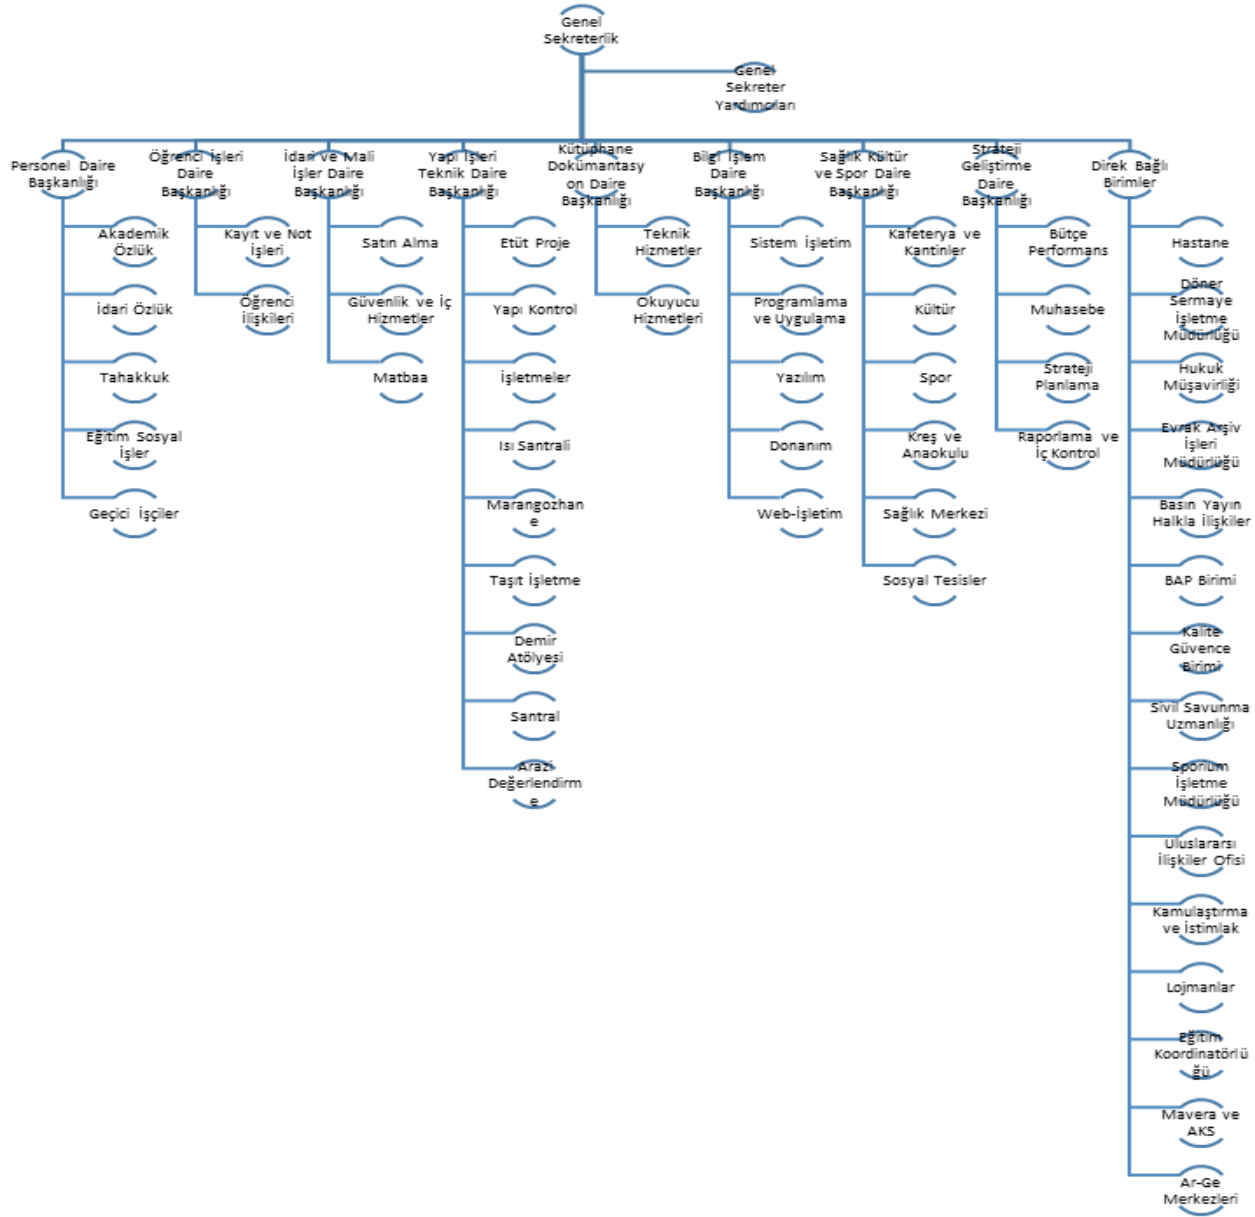 Genel
Sekreterlik
Genel
Sekreter
Yardımcıları
Personel Daire
Başkanlığı
Akademik
Özlük
İdari Özlük
Tahakkuk
Eğitim Sosyal
İşler
Geçici İşçiler
Öğrenci İşleri
Daire
Başkanlığı
Kayıt ve Not
İşleri
Öğrenci
İlişkileri
İdari ve Mali
İşler Daire
Başkanlığı
Satın Alma
Güvenlik ve İç
Hizmetler
Matbaa
Yapı İşleri
Teknik Daire
Başkanlığı
Etüt Proje
Yapı Kontrol
İşletmeler
Isı Santrali
Marangozhan
e
Taşıt İşletme
Demir
Atölyesi
Santral
Arazi
Değerlendirm
e
Kütüphane
Dokümantasy
on Daire
Başkanlığı
Teknik
Hizmetler
Okuyucu
Hizmetleri
Bilgi İşlem
Daire
Başkanlığı
Sistem İşletim
Programlama
ve Uygulama
Yazılım
Donanım
Web-İşletim
Sağlık Kültür
ve Spor Daire
Başkanlığı
Kafeterya ve
Kantinler
Kültür
Spor
Kreş ve
Anaokulu
Sağlık Merkezi
Sosyal Tesisler
Strateji
Geliştirme
Daire
Başkanlığı
Bütçe
Performans
Muhasebe
Strateji
Planlama
Raporlama ve
İç Kontrol
Direk Bağlı
Birimler
Hastane
Döner
Sermaye
İşletme
Müdürlüğü
Hukuk
Müşavirliği
Evrak Arşiv
İşleri
Müdürlüğü
Basın Yayın
Halkla İlişkiler
BAP Birimi
Kalite
Güvence
Birimi
Sivil Savunma
Uzmanlığı
Sporium
İşletme
Müdürlüğü
Uluslararsı
İlişkiler Ofisi
Kamulaştırma
ve İstimlak
Lojmanlar
Eğitim
Koordinatörlü
ğü
Mavera ve
AKS
Ar-Ge
Merkezleri